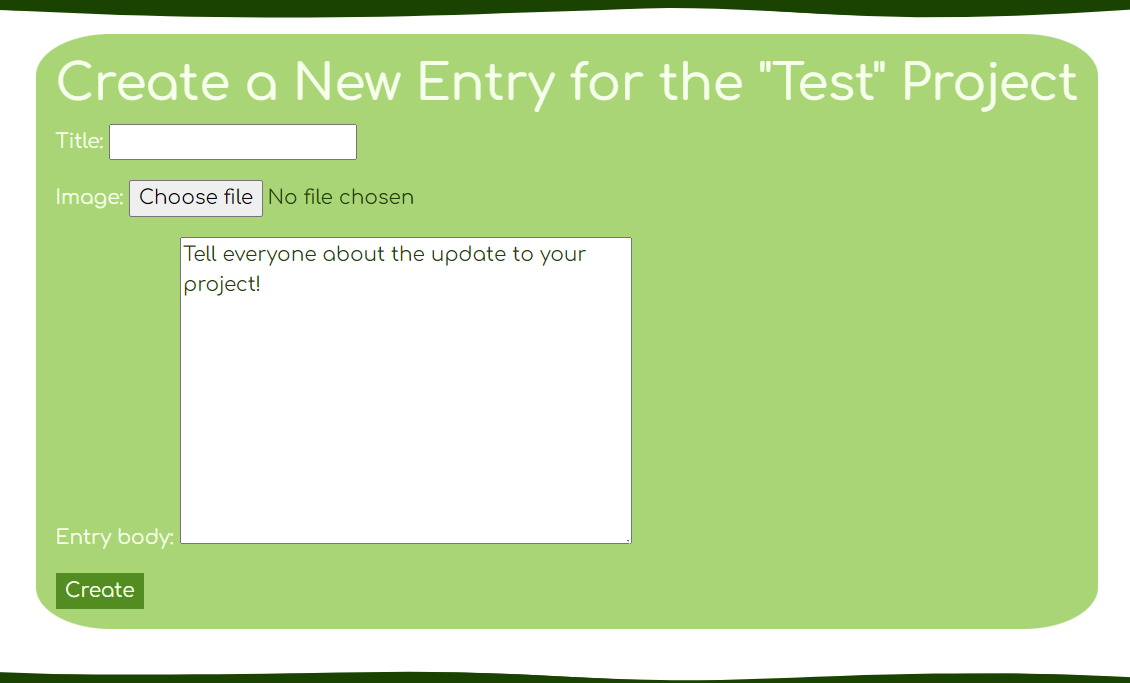 Create a New Entry for the "Test" Project
Title:
Image: Choose file No file chosen
Tell everyone about the update to your
project!
Entry body:
Create